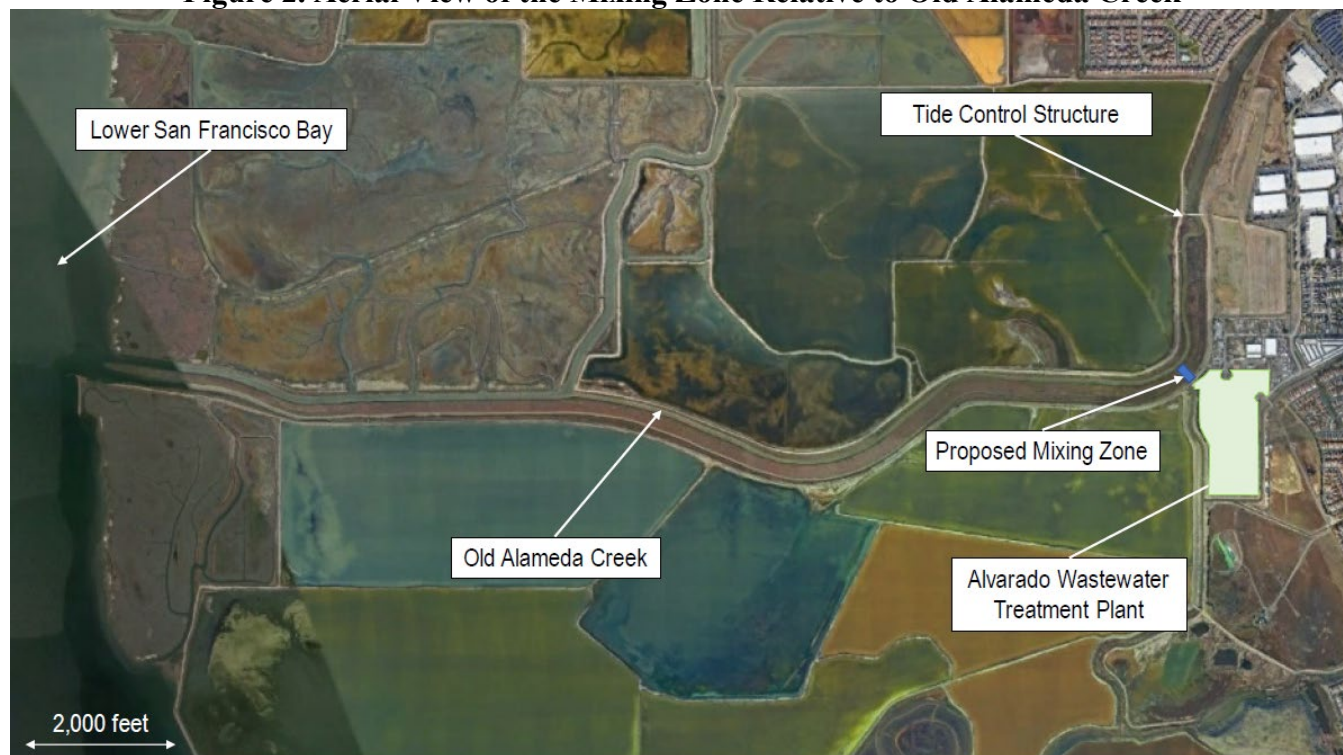 Figure 2. Aerial View of the Mixing Zone Relative to Old Alameda Creek
Lower San Francisco Bay
Tide Control Structure
Proposed Mixing Zone
Old Alameda Creek
Alvarado Wastewater
Treatment Plant
2,000 feet